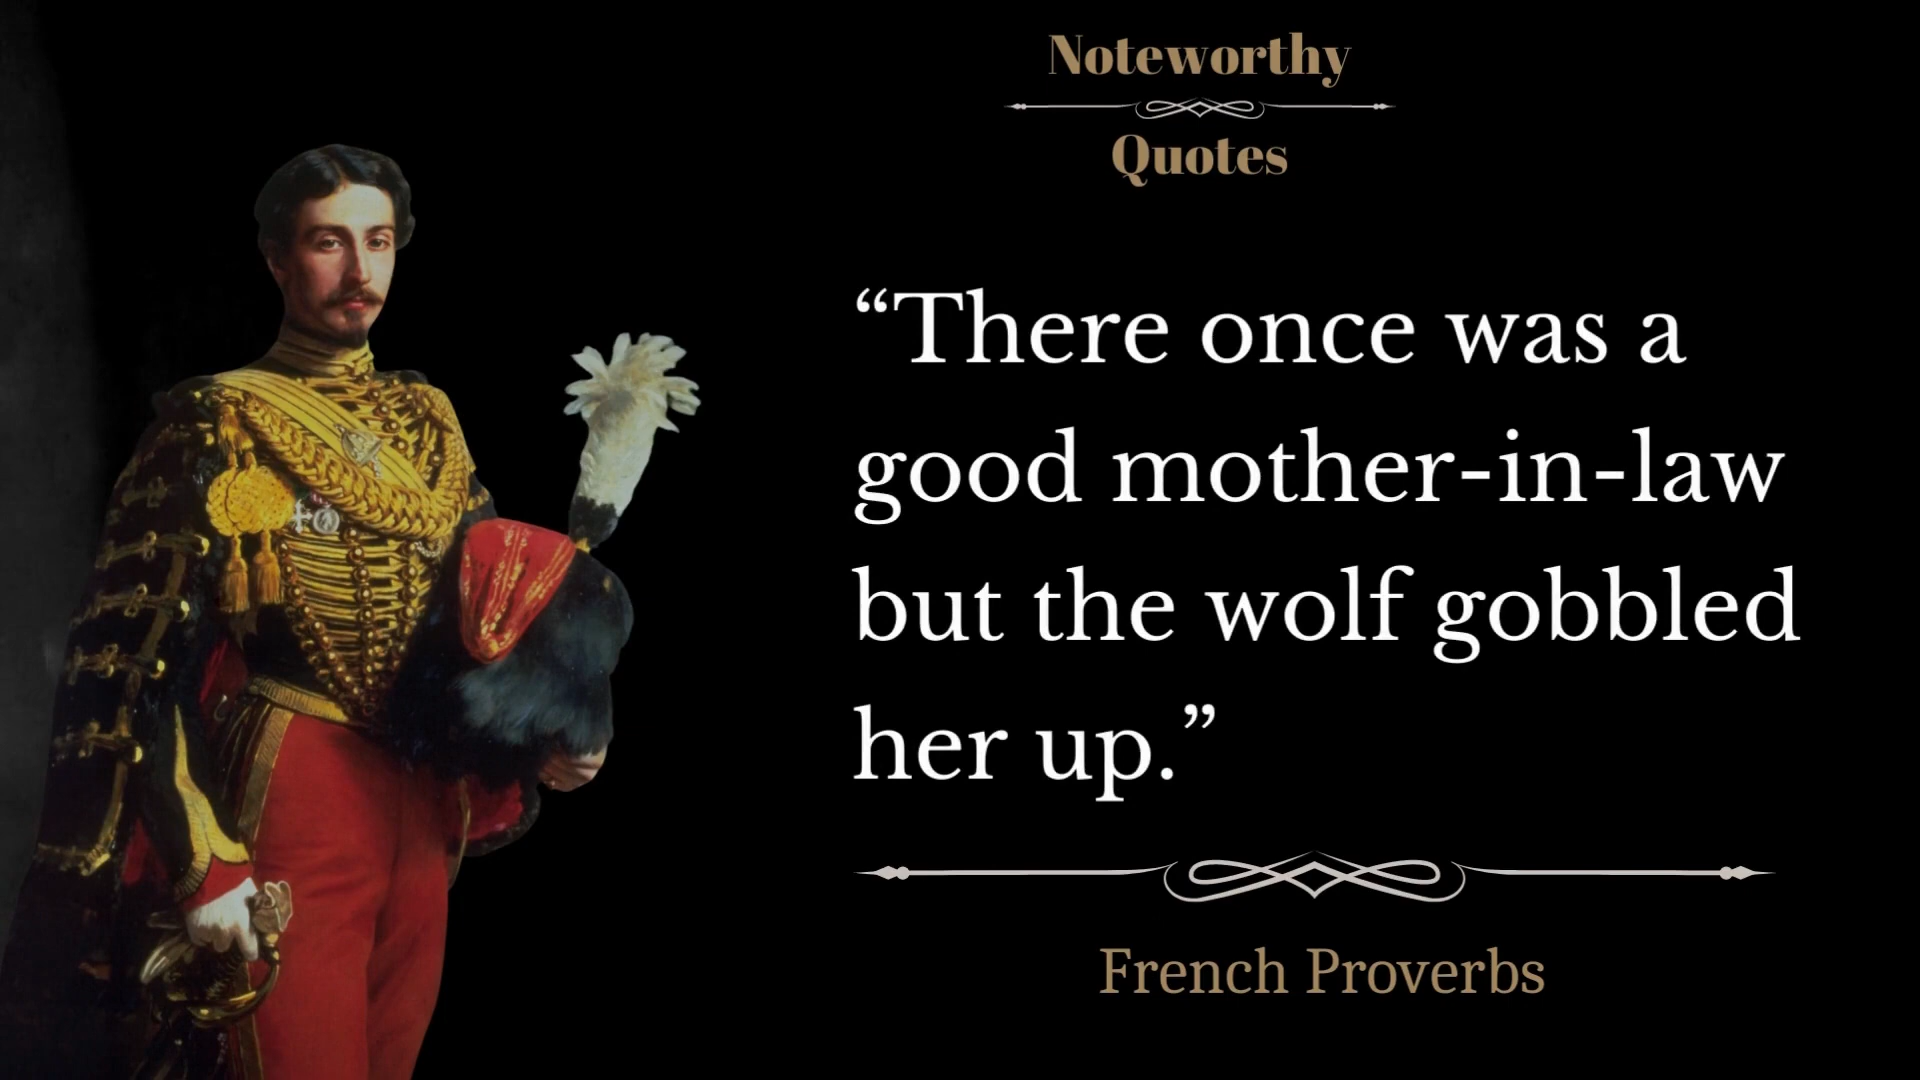 Noteworthy
Quotes
“There once was a
good mother-in-law
but the wolf gobbled
her up.”
French Proverbs